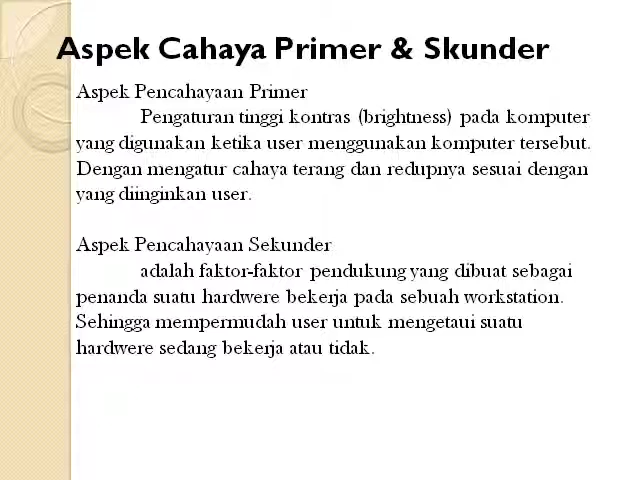 Aspek Cahaya Primer & Skunder
Aspek Pencahayaan Primer
Pengaturan tinggi kontras (brightness) pada komputer
yang digunakan ketika user menggunakan komputer tersebut.
Dengan mengatur cahaya terang dan redupnya sesuai dengan
yang diinginkan user.
Aspek Pencahayaan Sekunder
adalah faktor-faktor pendukung yang dibuat sebagai
penanda suatu hardwere bekerja pada sebuah workstation.
Sehingga mempermudah user untuk mengetaui suatu
hardwere sedang bekerja atau tidak.